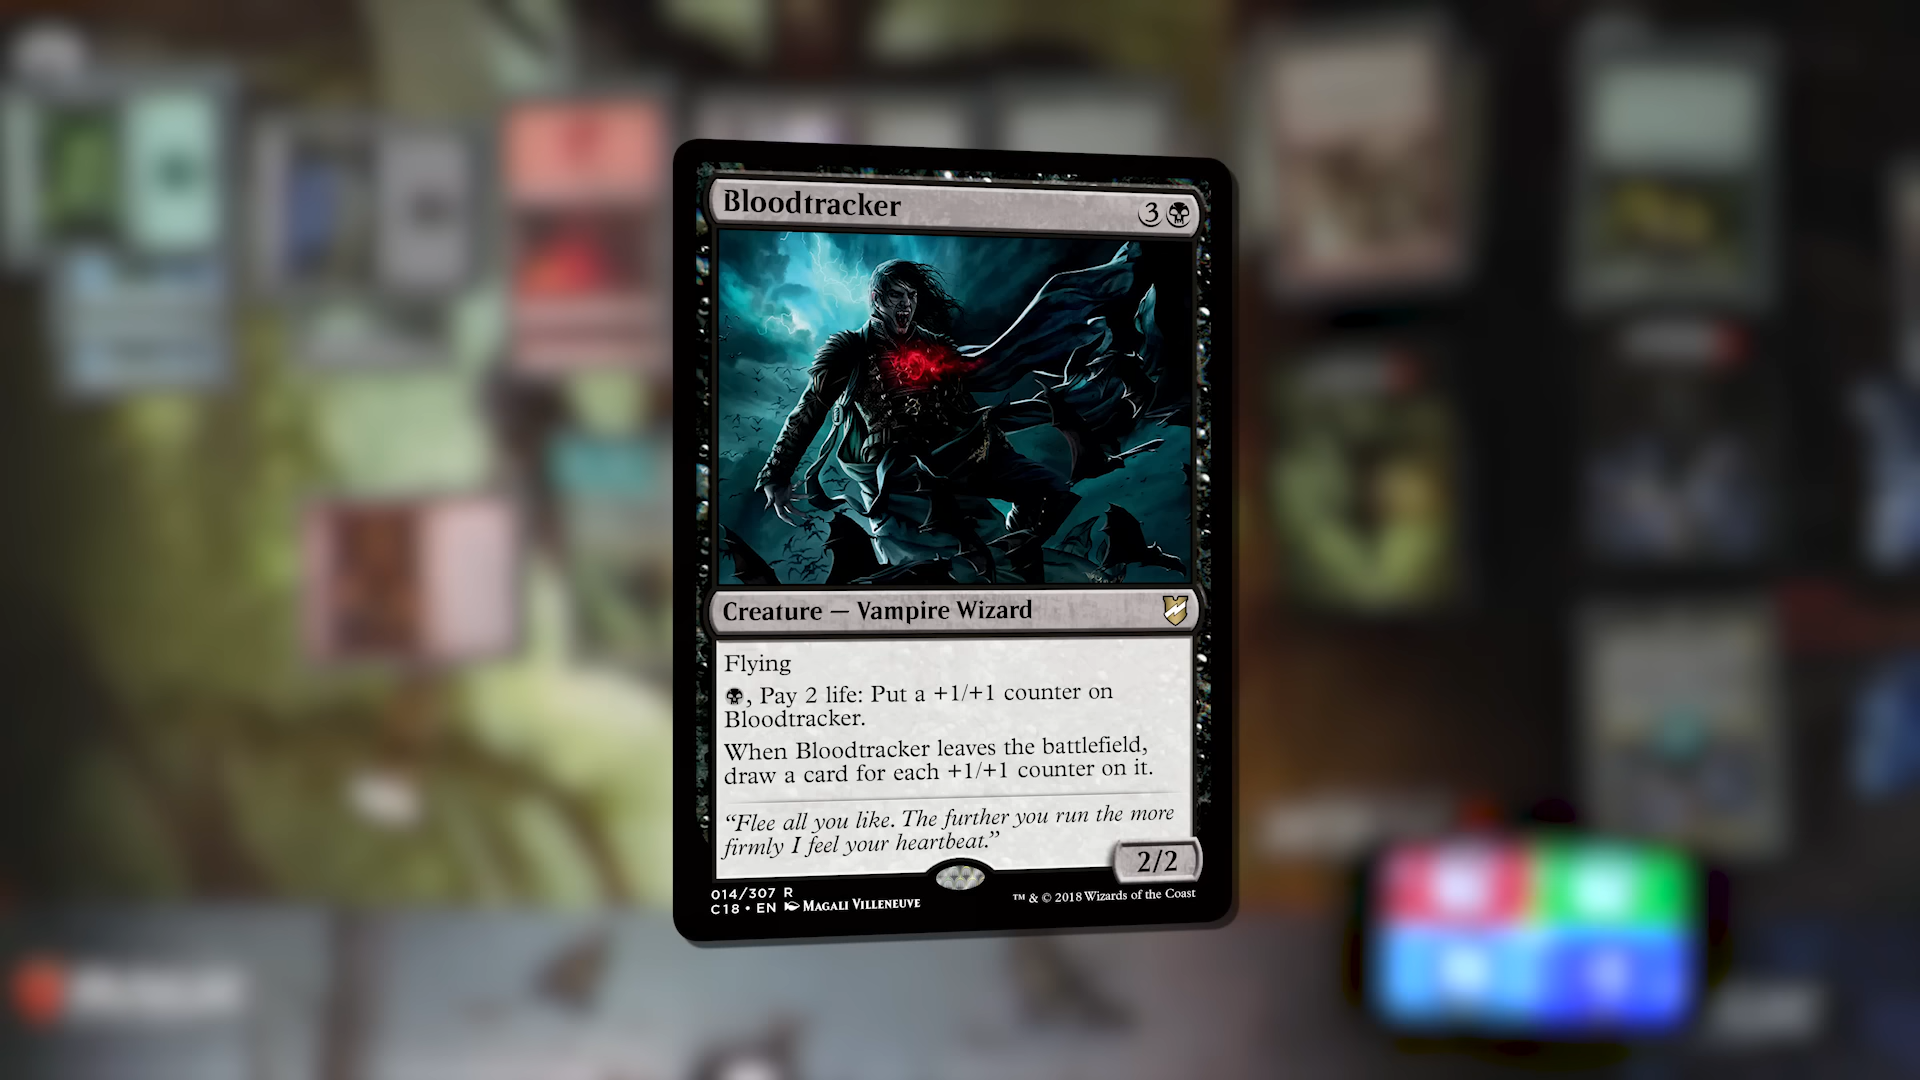 Bloodtracker
3
Creature — Vampire Wizard
Flying
, Pay 2 life: Put a +1/+1 counter on
Bloodtracker.
When Bloodtracker leaves the battlefield,
draw a card for each +1/+1 counter on it.
“Flee all you like. The further you run the more
firmly I feel your heartbeat.”
2/2
014/307 R
C18 • EN Magali Villeneuve
™ & © 2018 Wizards of the Coast